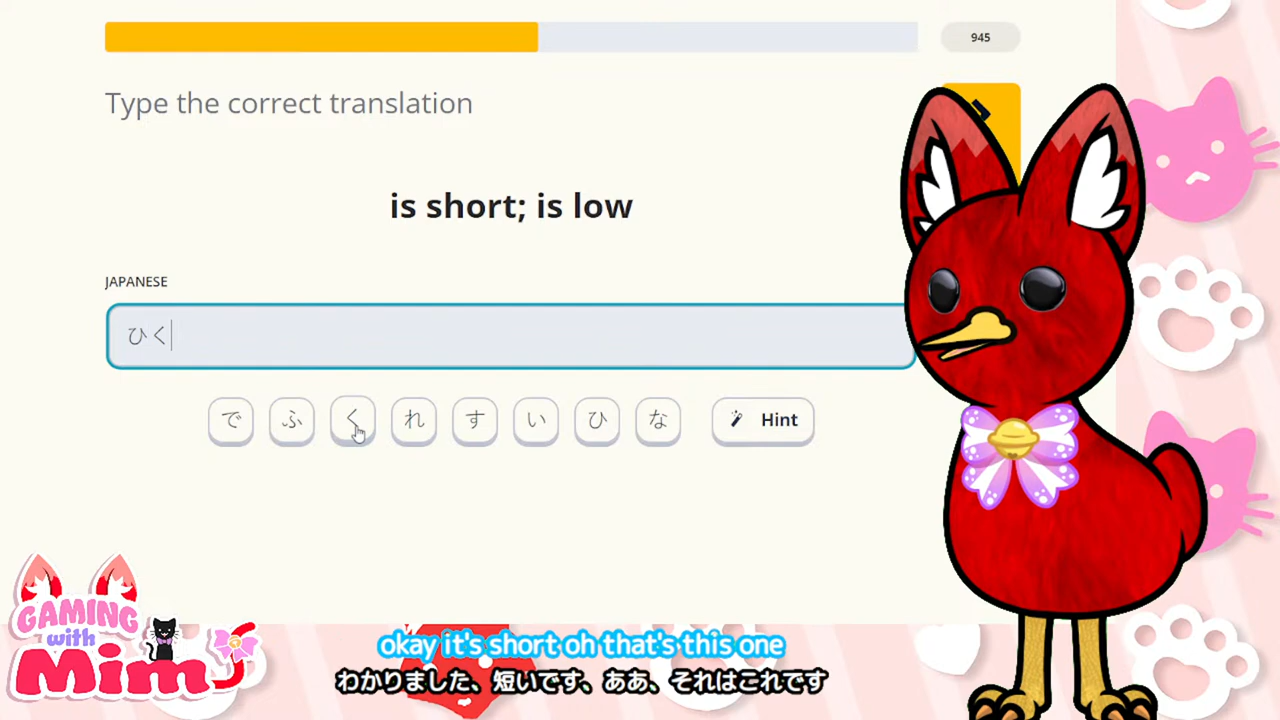 945
Type the correct translation
is short; is low
JAPANESE
ひく
で ふ く れ す い ひ な Hint
GAMING
with
Mim
okay it's short oh that's this one
わかりました、短いです、ああ、それはこれです